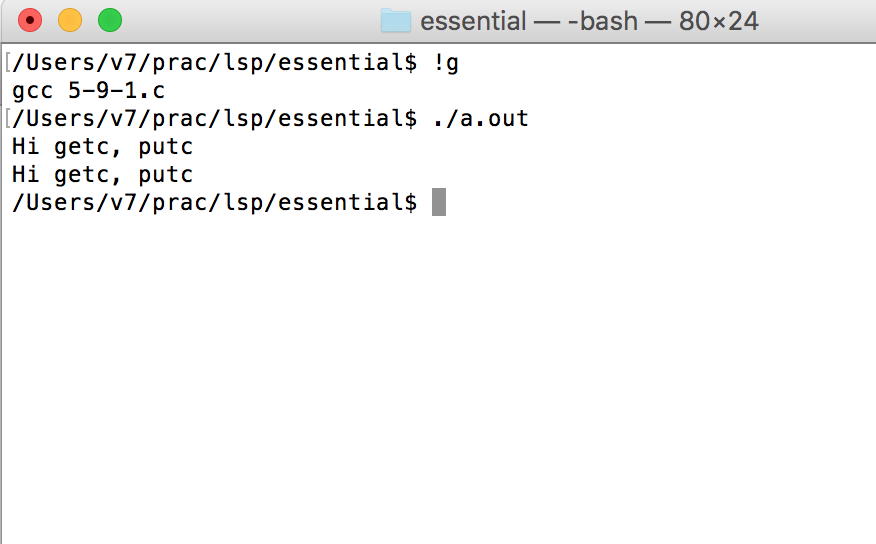 essential — -bash — 80×24
[/Users/v7/prac/lsp/essential$ !g
gcc 5-9-1.c
[/Users/v7/prac/lsp/essential$ ./a.out
Hi getc, putc
Hi getc, putc
/Users/v7/prac/lsp/essential$